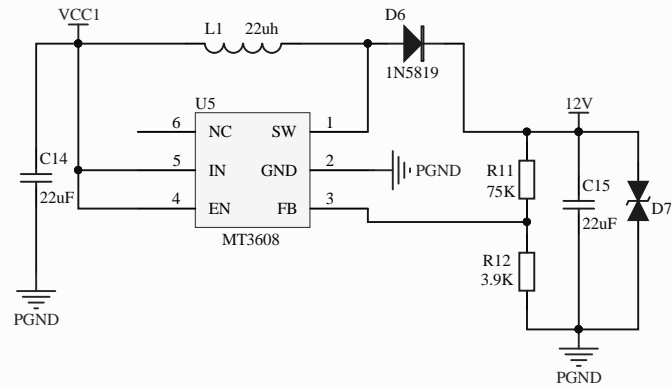 VCC1
L1 22uh
D6
1N5819
U5
12V
6 NC SW 1
C14
22uF
5 IN GND 2
PGND
R11
75K
4 EN FB 3
C15
22uF
D7
MT3608
R12
3.9K
PGND
PGND